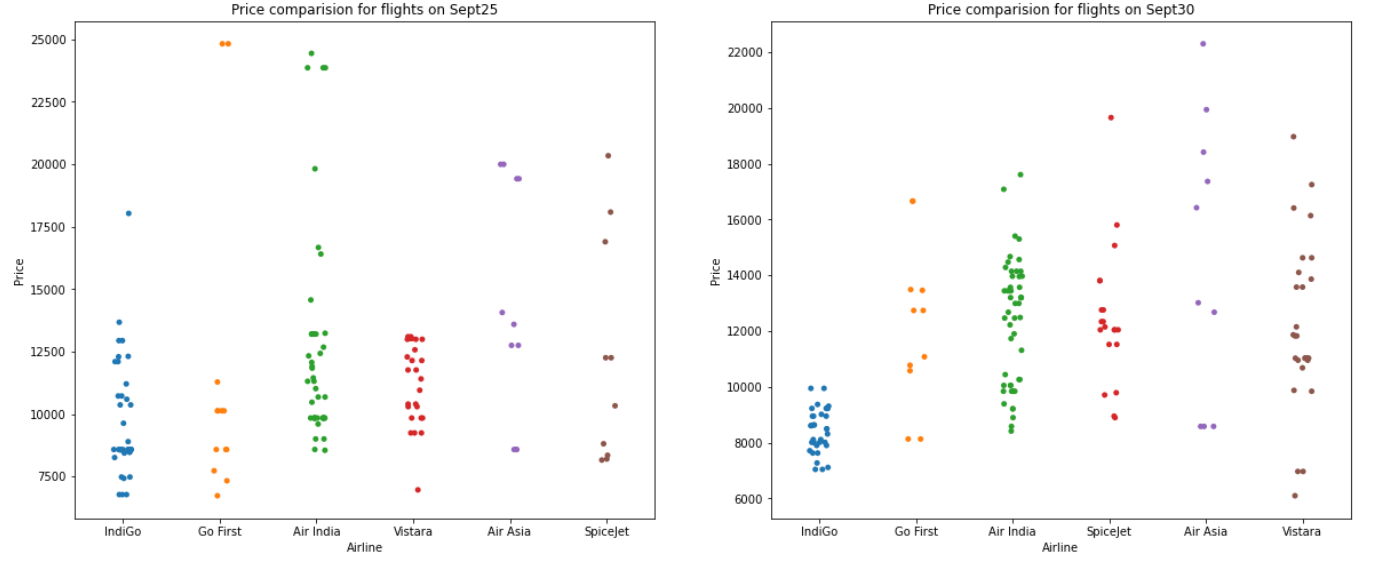 Price comparision for flights on Sept25
25000
22500
20000
17500
15000
12500
10000
7500
Price
IndiGo Go First Air India Vistara Air Asia SpiceJet
Airline
Price comparision for flights on Sept30
22000
20000
18000
16000
14000
12000
10000
8000
6000
Price
IndiGo Go First Air India SpiceJet Air Asia Vistara
Airline